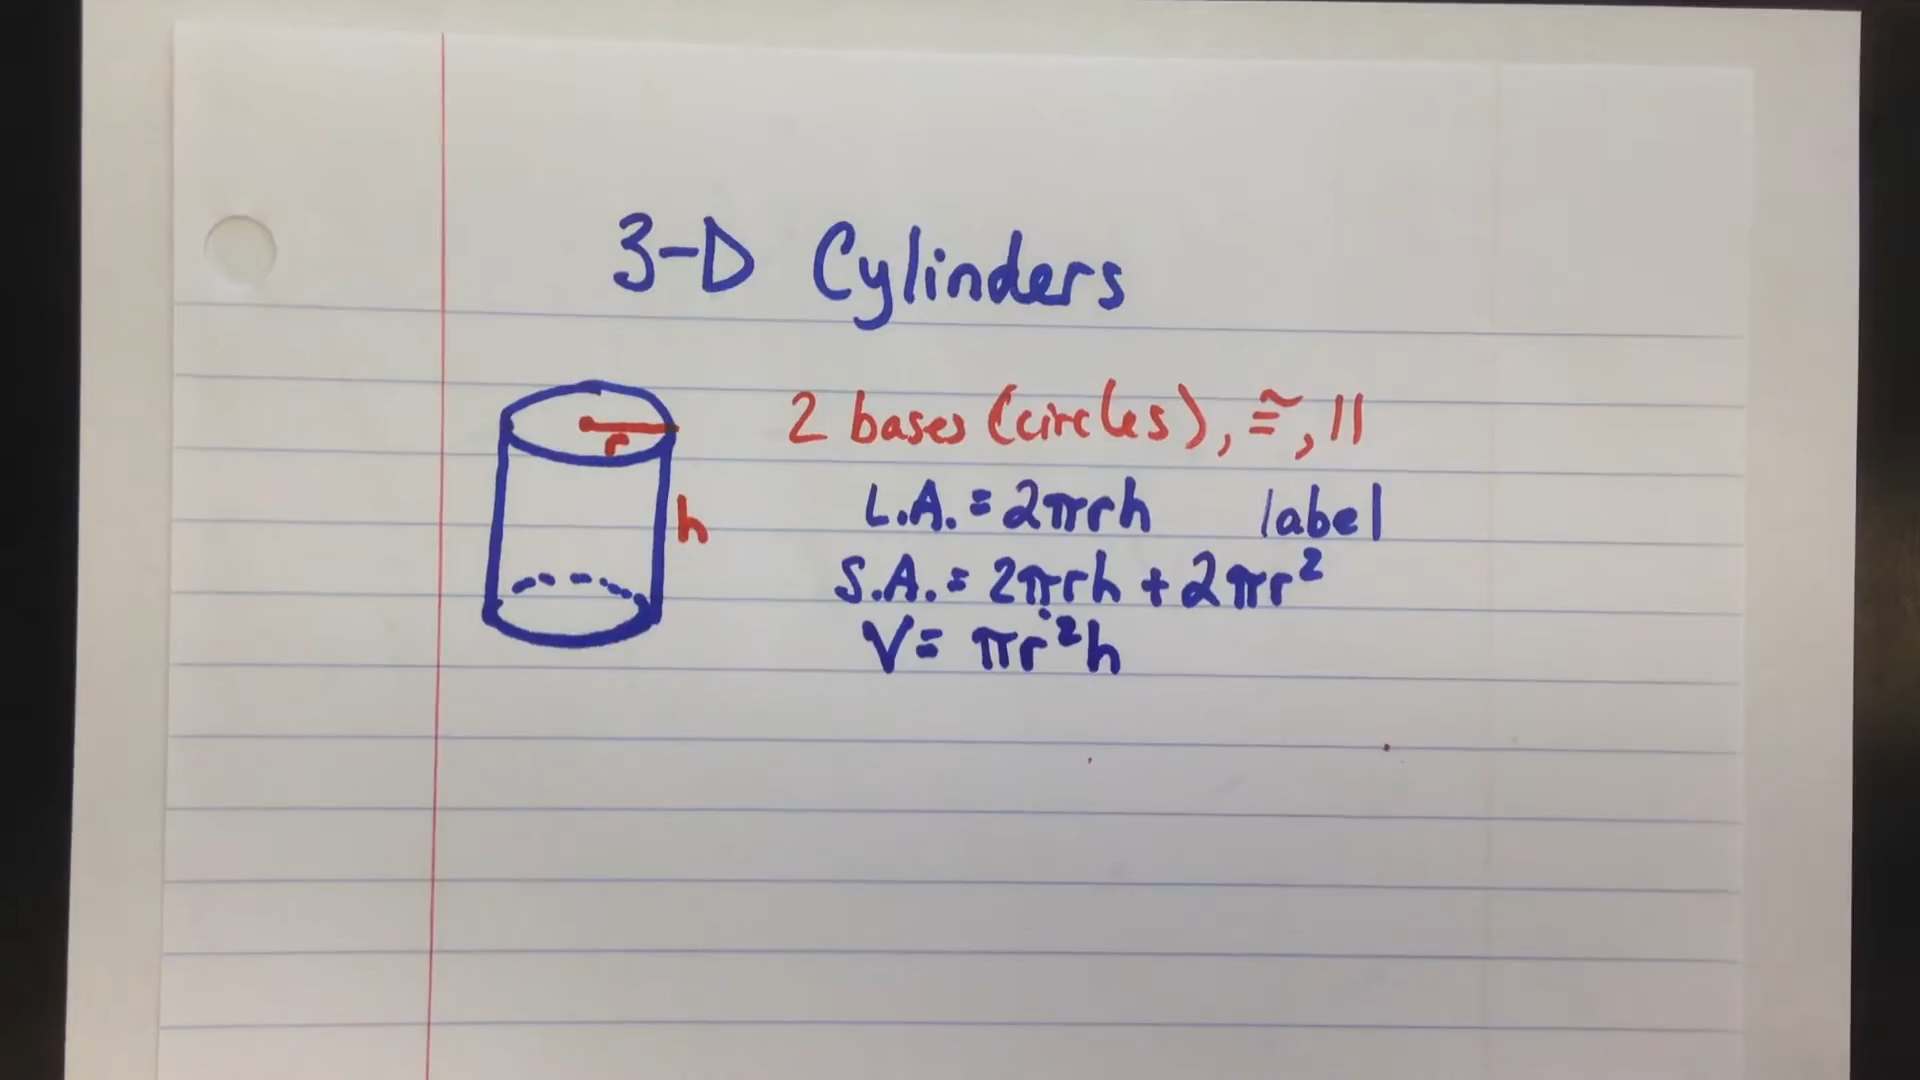 3-D Cylinders
r
h
2 bases (circles), ≅, ||
L.A. = 2πrh label
S.A. = 2πrh + 2πr²
V = πr²h